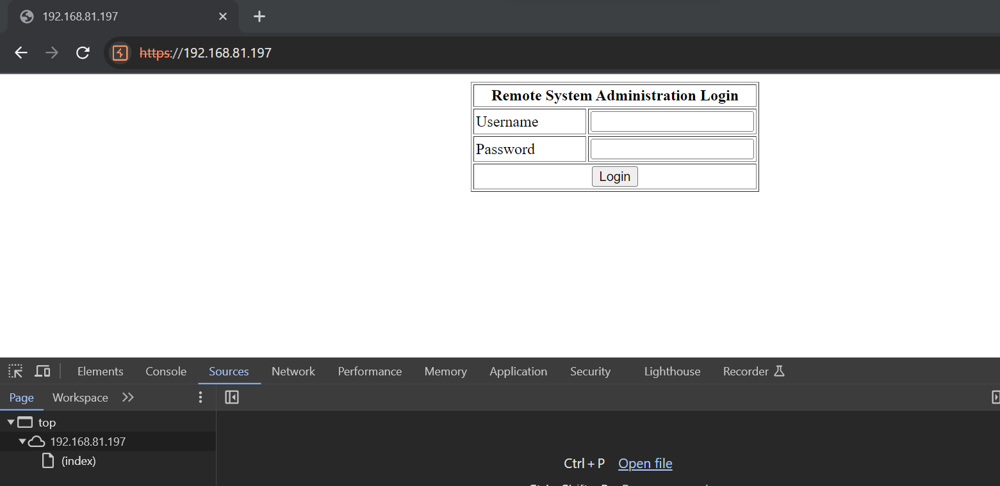 192.168.81.197
https://192.168.81.197
Remote System Administration Login
Username
Password
Login
Elements Console Sources Network Performance Memory Application Security Lighthouse Recorder
Page Workspace
top
192.168.81.197
(index)
Ctrl + P Open file